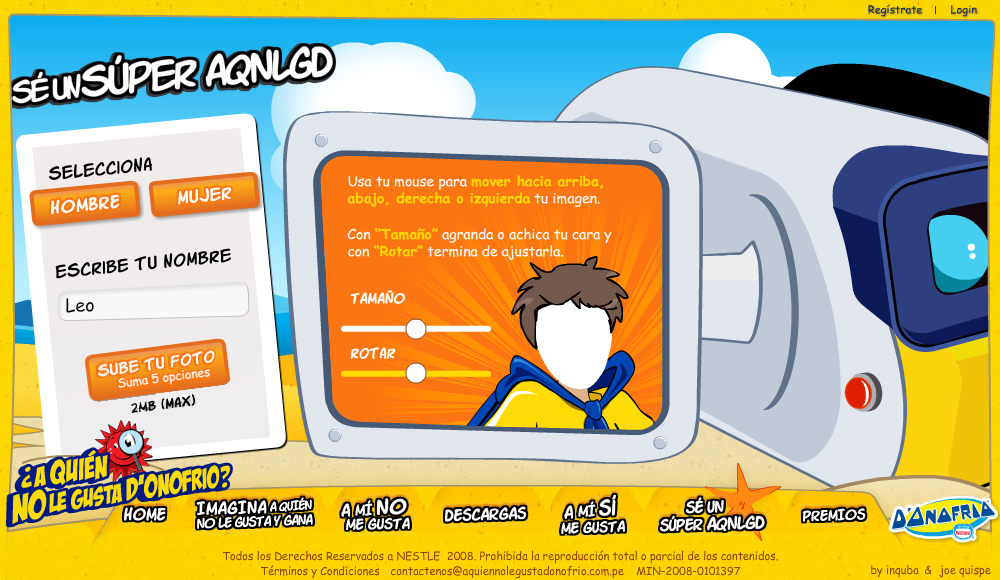 Regístrate | Login
SÉ UN SÚPER AQNLGD
SELECCIONA
HOMBRE
MUJER
ESCRIBE TU NOMBRE
Leo
SUBE TU FOTO
Suma 5 opciones
2MB (MAX)
Usa tu mouse para mover hacia arriba,
abajo, derecha o izquierda tu imagen.
Con “Tamaño” agranda o achica tu cara y
con “Rotar” termina de ajustarla.
TAMAÑO
ROTAR
¿A QUIÉN
NO LE GUSTA D'ONOFRIO?
HOME
IMAGINA A QUIÉN
NO LE GUSTA Y GANA
A MÍ NO
ME GUSTA
DESCARGAS
A MÍ SÍ
ME GUSTA
SÉ UN
SÚPER AQNLGD
PREMIOS
D'ONOFRIO
Nestlé
Todos los Derechos Reservados a NESTLE 2008. Prohibida la reproducción total o parcial de los contenidos.
Términos y Condiciones contactenos@aquiennolegustadonofrio.com.pe MIN-2008-0101397
by inquba & joe quispe